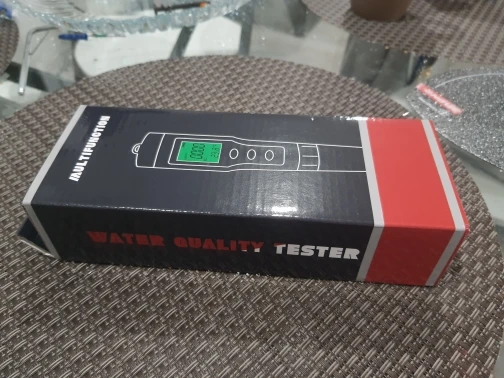 MULTIFUNCTION
WATER QUALITY TESTER